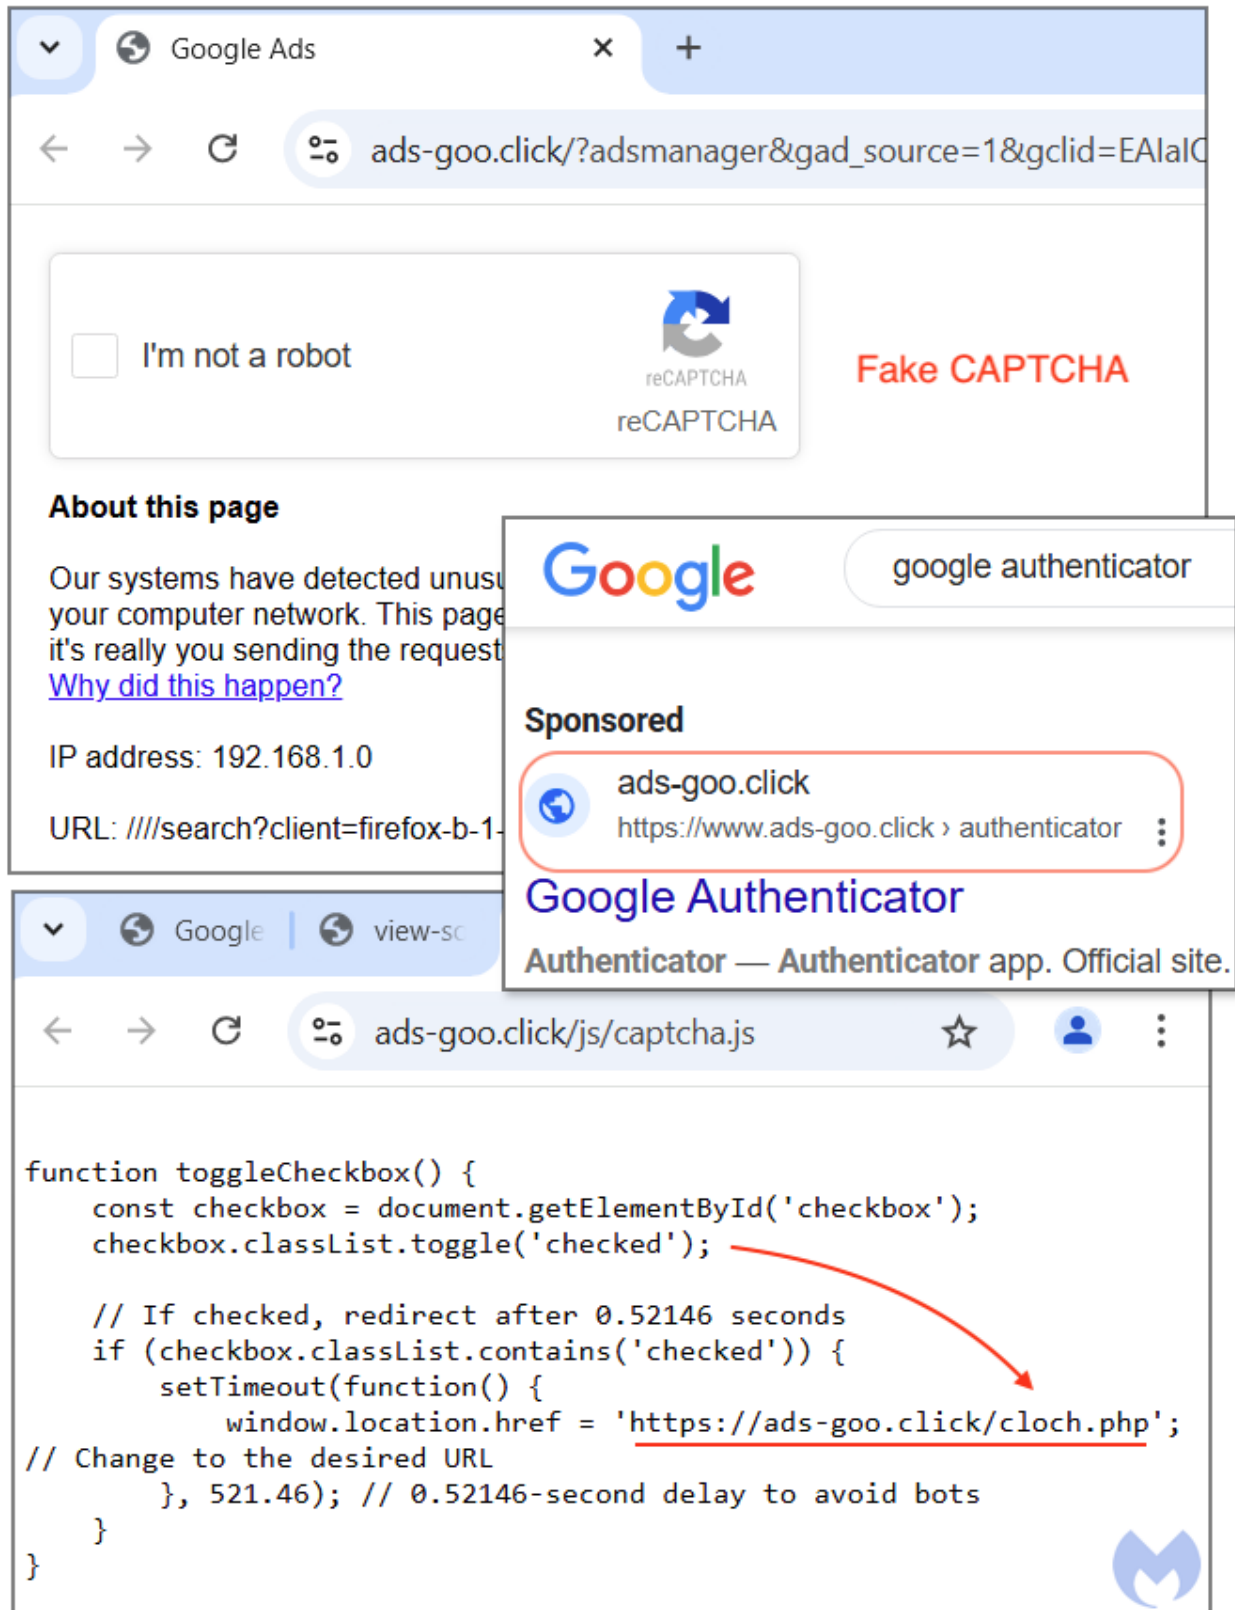 Google Ads
ads-goo.click/?adsmanager&gad_source=1&gclid=EAIaIC
I'm not a robot
reCAPTCHA
reCAPTCHA
Fake CAPTCHA
About this page
Our systems have detected unusu
your computer network. This page
it's really you sending the request
Why did this happen?
IP address: 192.168.1.0
URL: ////search?client=firefox-b-1-
Google
google authenticator
Sponsored
ads-goo.click
https://www.ads-goo.click › authenticator
Google Authenticator
Authenticator — Authenticator app. Official site.
Google
view-so
ads-goo.click/js/captcha.js
function toggleCheckbox() {
const checkbox = document.getElementById('checkbox');
checkbox.classList.toggle('checked');
// If checked, redirect after 0.52146 seconds
if (checkbox.classList.contains('checked')) {
setTimeout(function() {
window.location.href = 'https://ads-goo.click/cloch.php';
// Change to the desired URL
}, 521.46); // 0.52146-second delay to avoid bots
}
}